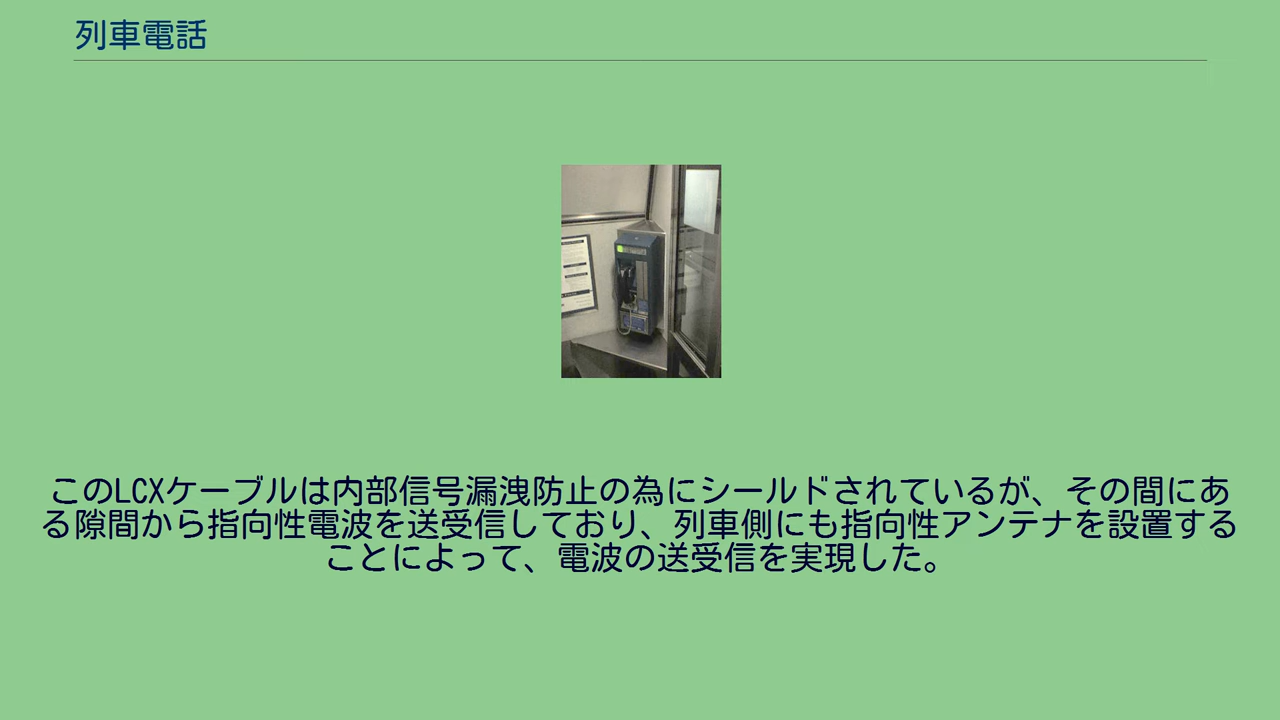 列車電話
このLCXケーブルは内部信号漏洩防止の為にシールドされているが、その間にあ
る隙間から指向性電波を送受信しており、列車側にも指向性アンテナを設置する
ことによって、電波の送受信を実現した。